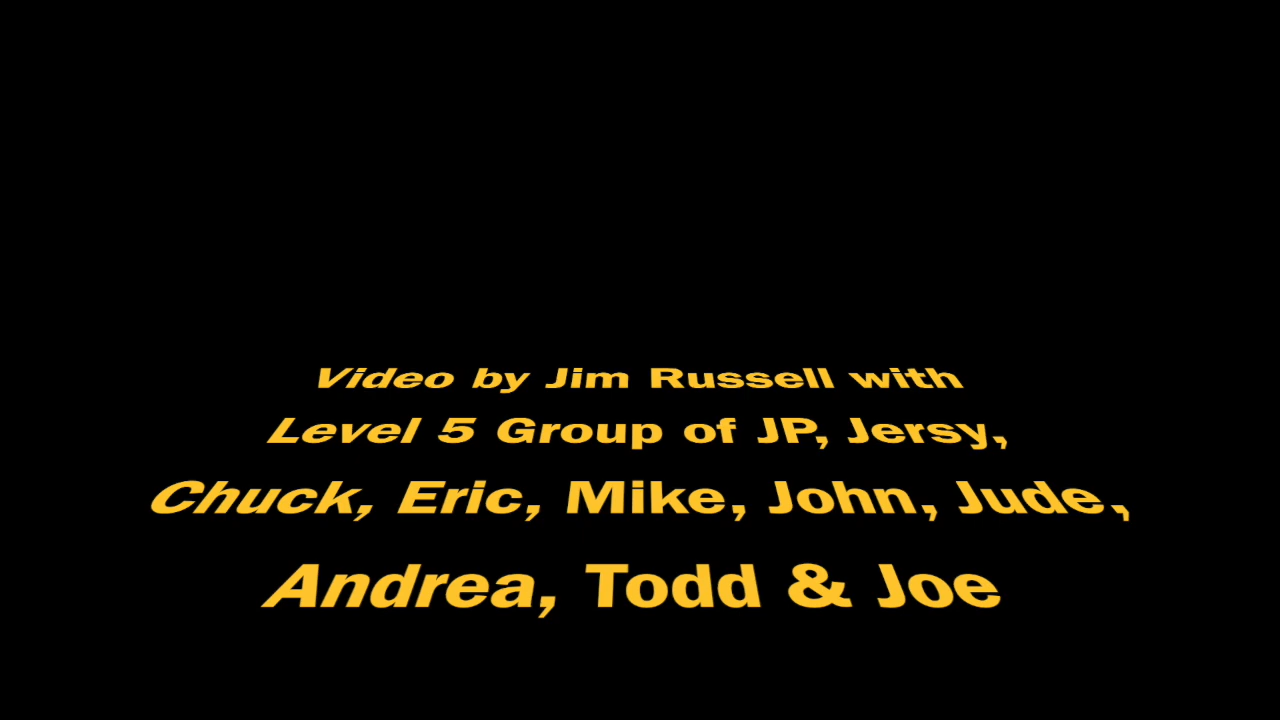 Video by Jim Russell with
Level 5 Group of JP, Jersy,
Chuck, Eric, Mike, John, Jude,
Andrea, Todd & Joe